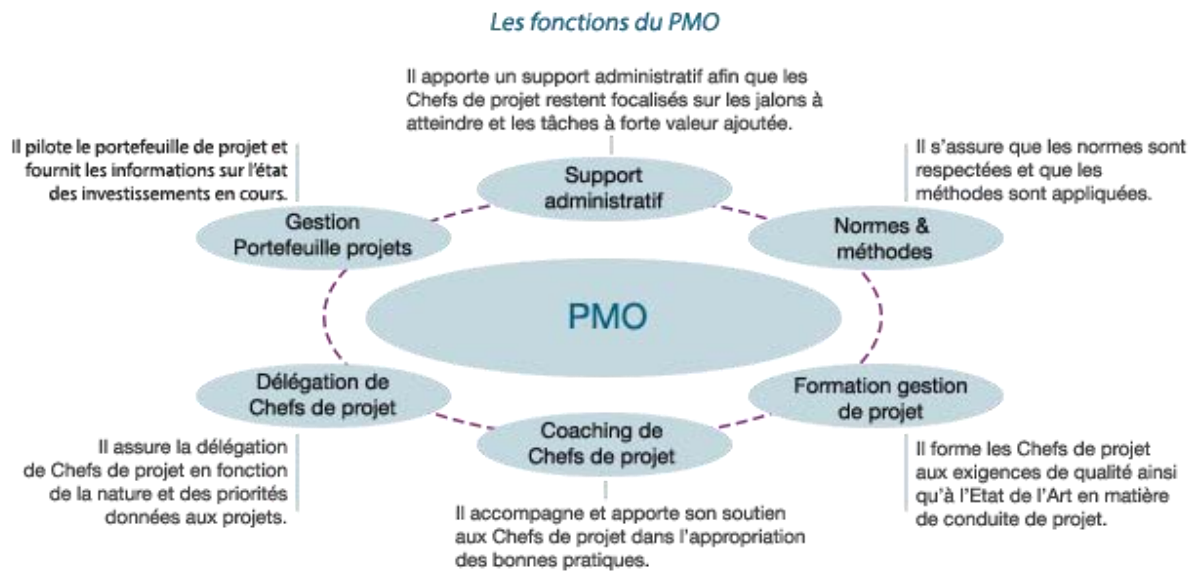 Les fonctions du PMO
Il apporte un support administratif afin que les
Chefs de projet restent focalisés sur les jalons à
atteindre et les tâches à forte valeur ajoutée.
Il pilote le portefeuille de projet et
fournit les informations sur l'état
des investissements en cours.
Il s'assure que les normes sont
respectées et que les
méthodes sont appliquées.
Support
administratif
Gestion
Portefeuille projets
Normes &
méthodes
PMO
Délégation de
Chefs de projet
Formation gestion
de projet
Coaching de
Chefs de projet
Il assure la délégation
de Chefs de projet en fonction
de la nature et des priorités
données aux projets.
Il forme les Chefs de projet
aux exigences de qualité ainsi
qu'à l'Etat de l'Art en matière
de conduite de projet.
Il accompagne et apporte son soutien
aux Chefs de projet dans l'appropriation
des bonnes pratiques.